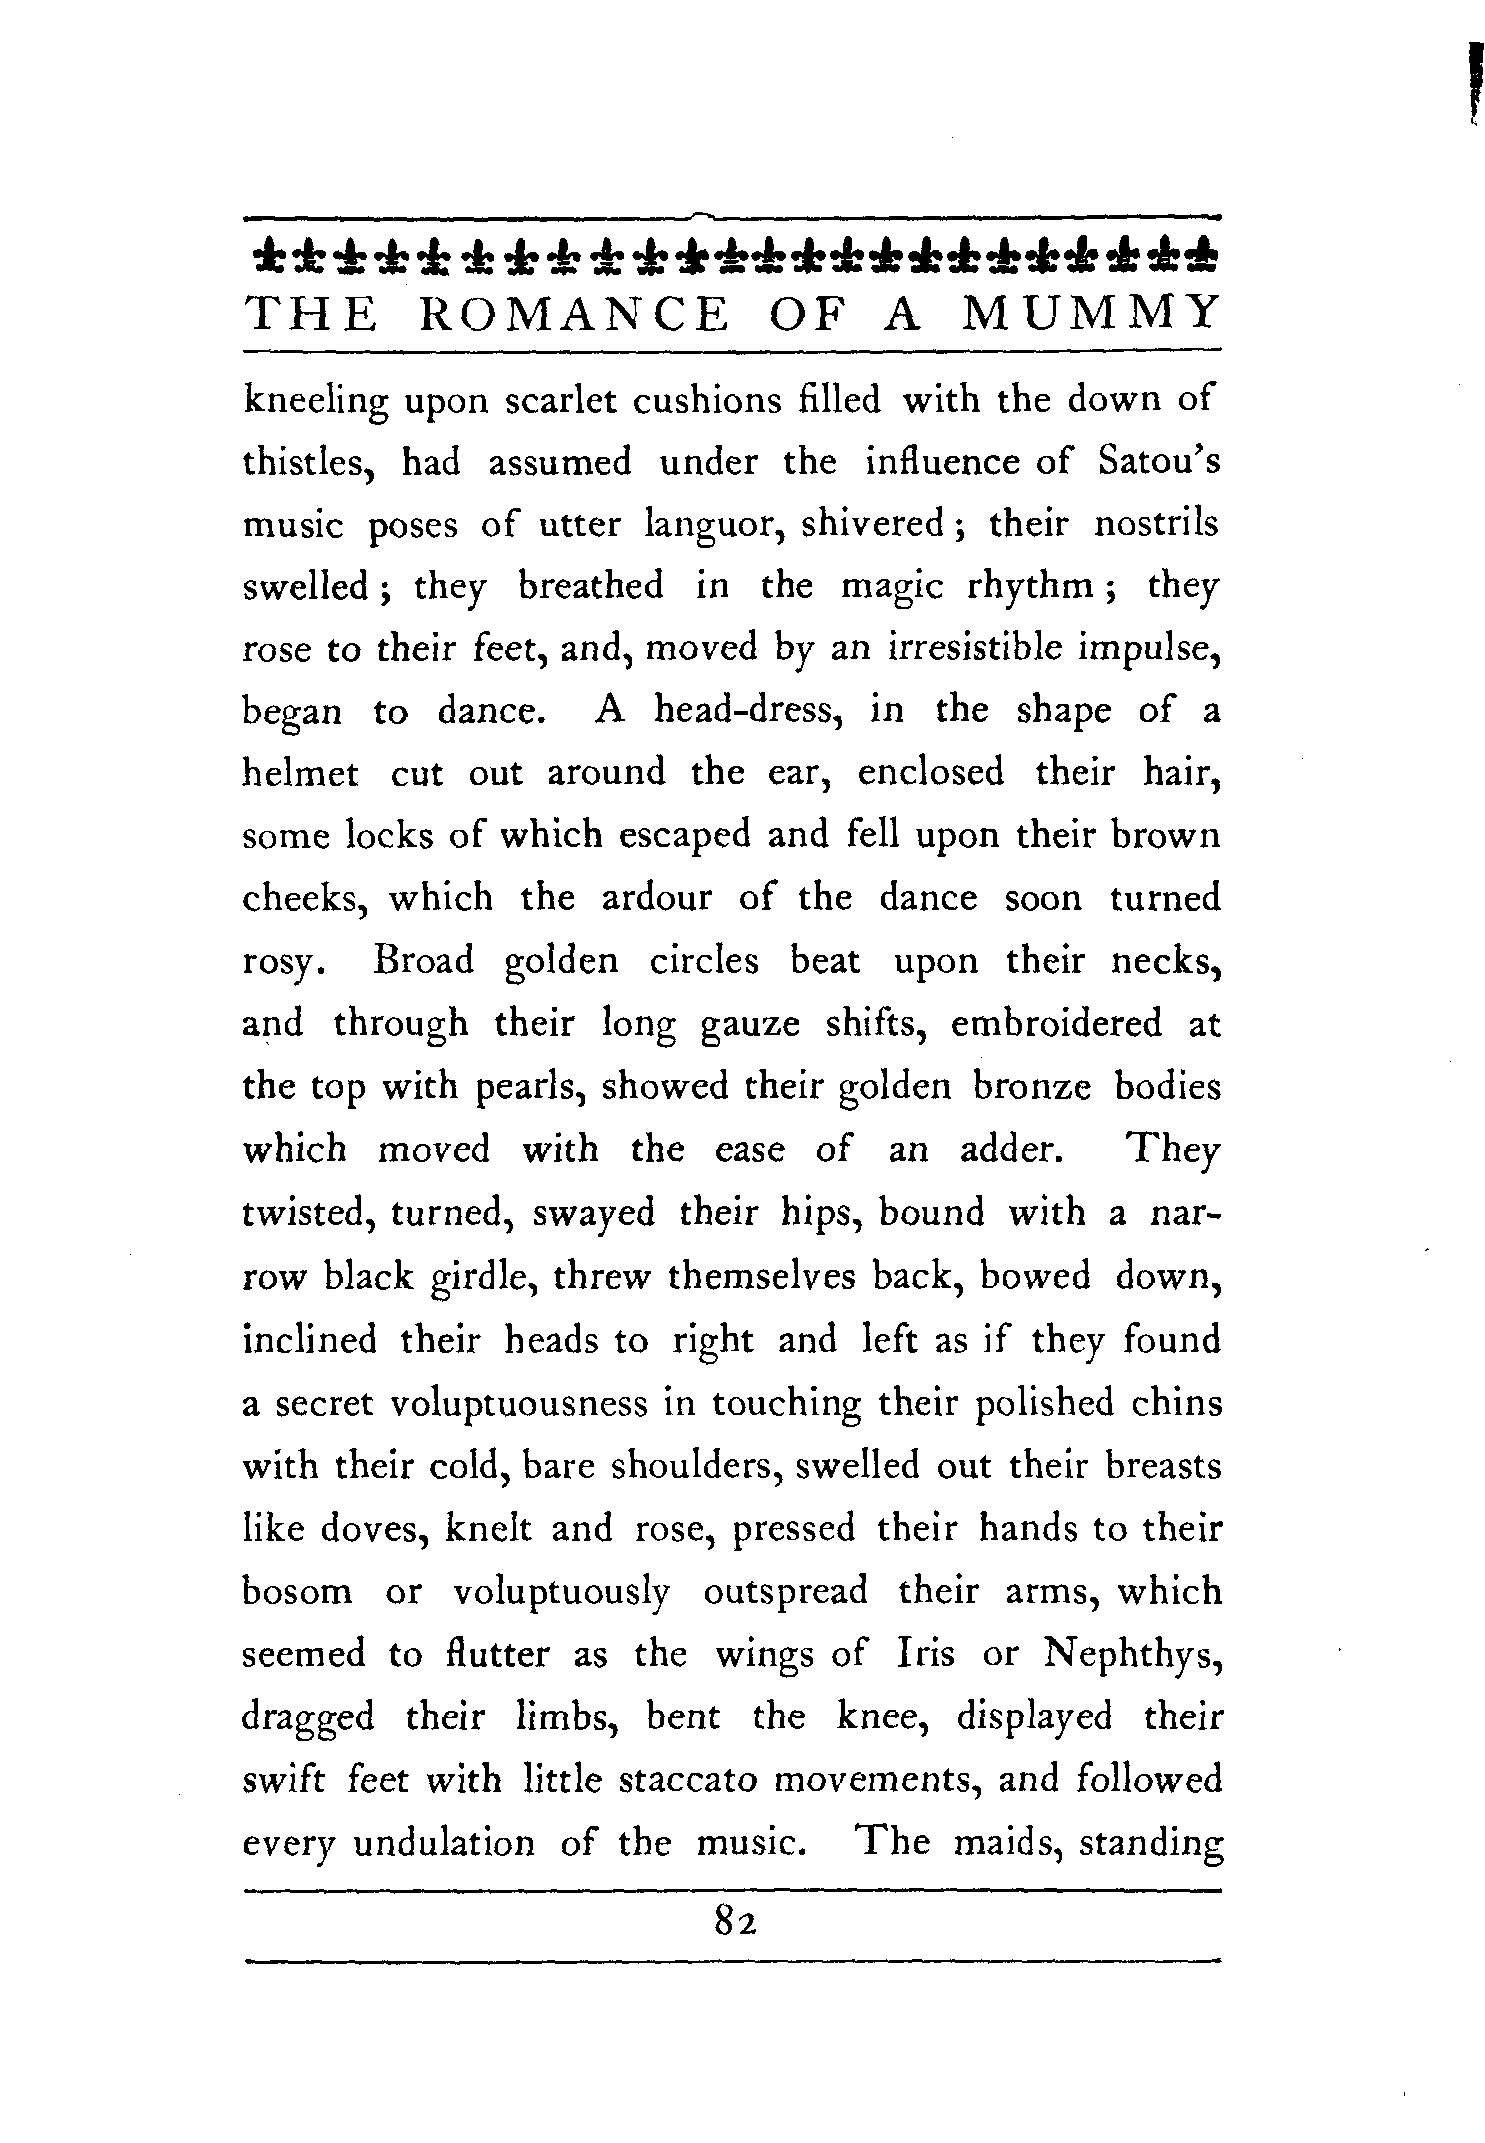 THE ROMANCE OF A MUMMY
kneeling upon scarlet cushions filled with the down of
thistles, had assumed under the influence of Satou's
music poses of utter languor, shivered ; their nostrils
swelled ; they breathed in the magic rhythm ; they
rose to their feet, and, moved by an irresistible impulse,
began to dance. A head-dress, in the shape of a
helmet cut out around the ear, enclosed their hair,
some locks of which escaped and fell upon their brown
cheeks, which the ardour of the dance soon turned
rosy. Broad golden circles beat upon their necks,
and through their long gauze shifts, embroidered at
the top with pearls, showed their golden bronze bodies
which moved with the ease of an adder. They
twisted, turned, swayed their hips, bound with a nar-
row black girdle, threw themselves back, bowed down,
inclined their heads to right and left as if they found
a secret voluptuousness in touching their polished chins
with their cold, bare shoulders, swelled out their breasts
like doves, knelt and rose, pressed their hands to their
bosom or voluptuously outspread their arms, which
seemed to flutter as the wings of Iris or Nephthys,
dragged their limbs, bent the knee, displayed their
swift feet with little staccato movements, and followed
every undulation of the music. The maids, standing
82